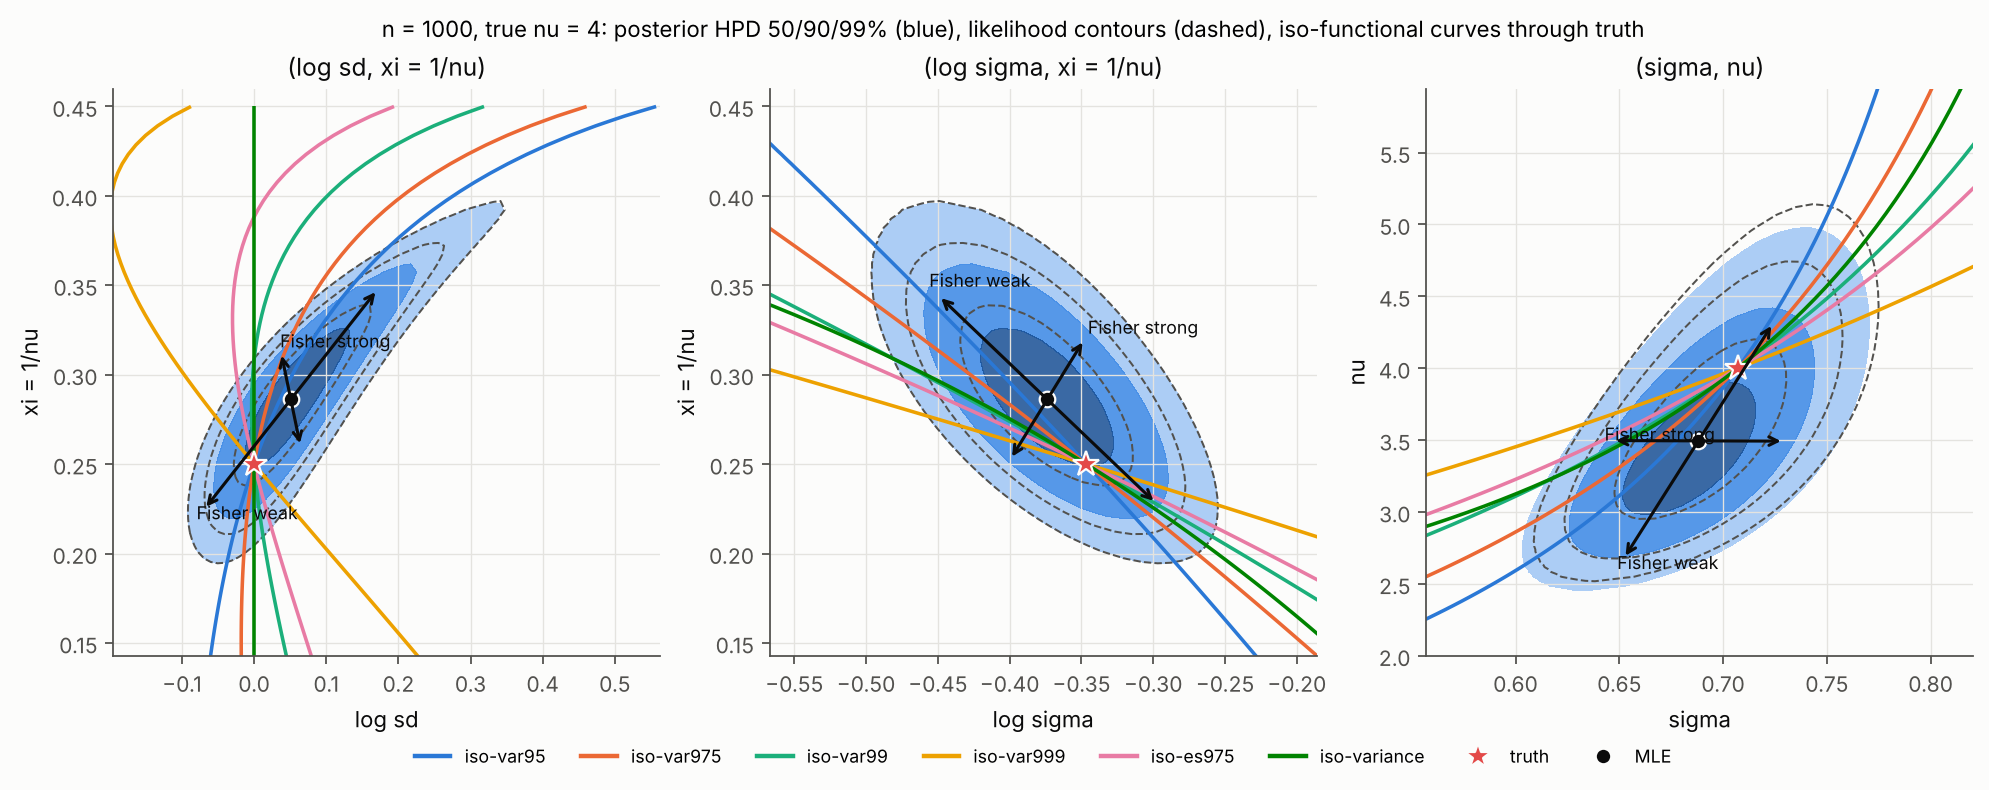 n = 1000, true nu = 4: posterior HPD 50/90/99% (blue), likelihood contours (dashed), iso-functional curves through truth
(log sd, xi = 1/nu)
xi = 1/nu
0.45
0.40
0.35
0.30
0.25
0.20
0.15
Fisher strong
Fisher weak
−0.1 0.0 0.1 0.2 0.3 0.4 0.5
log sd
(log sigma, xi = 1/nu)
xi = 1/nu
0.45
0.40
0.35
0.30
0.25
0.20
0.15
Fisher weak
Fisher strong
−0.55 −0.50 −0.45 −0.40 −0.35 −0.30 −0.25 −0.20
log sigma
(sigma, nu)
nu
5.5
5.0
4.5
4.0
3.5
3.0
2.5
2.0
Fisher strong
Fisher weak
0.60 0.65 0.70 0.75 0.80
sigma
iso-var95 iso-var975 iso-var99 iso-var999 iso-es975 iso-variance truth MLE